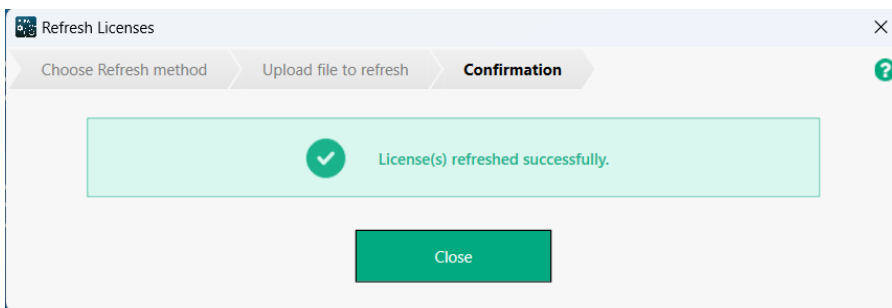 Refresh Licenses
Choose Refresh method Upload file to refresh Confirmation
?
License(s) refreshed successfully.
Close